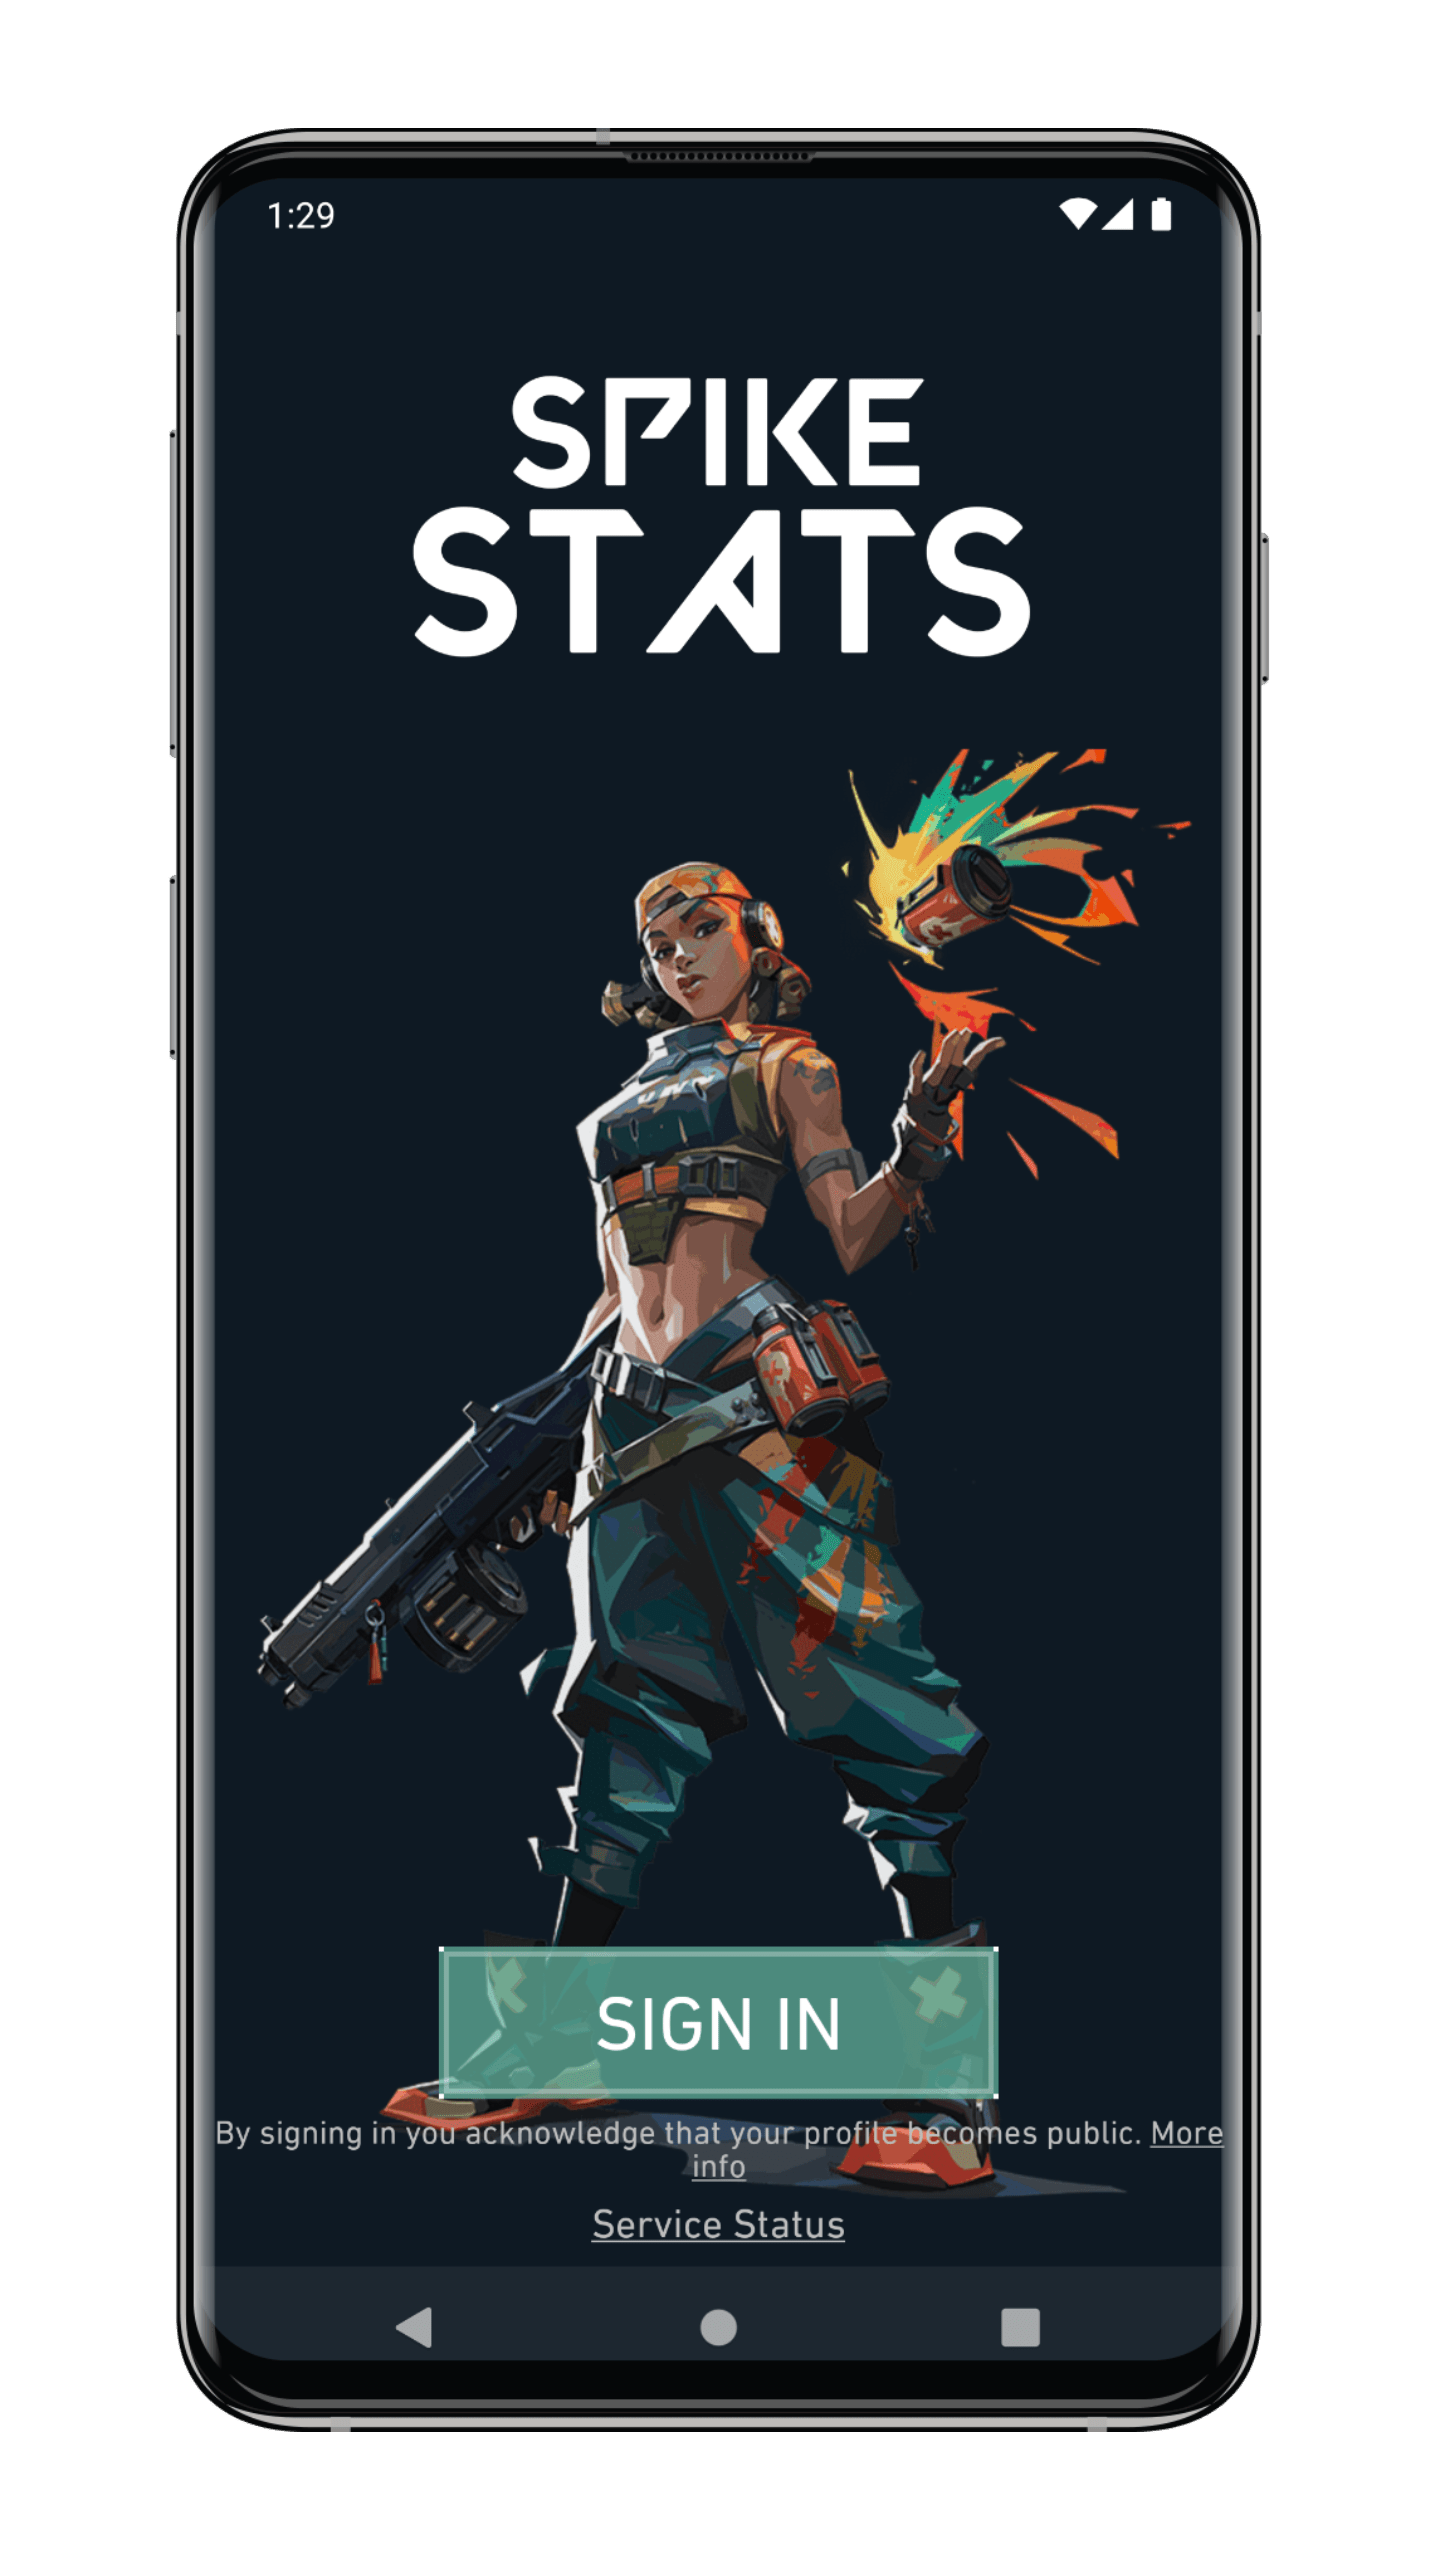 1:29
SPIKE
STATS
SIGN IN
By signing in you acknowledge that your profile becomes public. More
info
Service Status